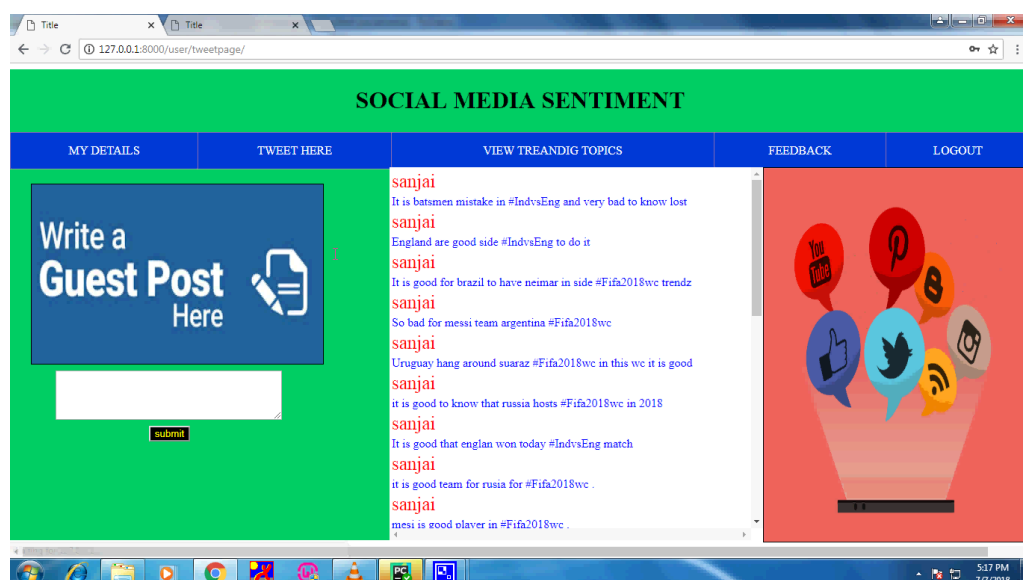 Title
Title
127.0.0.1:8000/user/tweetpage/
SOCIAL MEDIA SENTIMENT
MY DETAILS
TWEET HERE
VIEW TREANDIG TOPICS
FEEDBACK
LOGOUT
Write a
Guest Post
Here
submit
sanjai
It is batsmen mistake in #IndvsEng and very bad to know lost
sanjai
England are good side #IndvsEng to do it
sanjai
It is good for brazil to have neimar in side #Fifa2018wc trendz
sanjai
So bad for messi team argentina #Fifa2018wc
sanjai
Uruguay hang around suaraz #Fifa2018wc in this wc it is good
sanjai
it is good to know that russia hosts #Fifa2018wc in 2018
sanjai
It is good that englan won today #IndvsEng match
sanjai
it is good team for rusia for #Fifa2018wc .
sanjai
mesi is good player in #Fifa2018wc .
You
Tube
PC
5:17 PM
7/7/2018